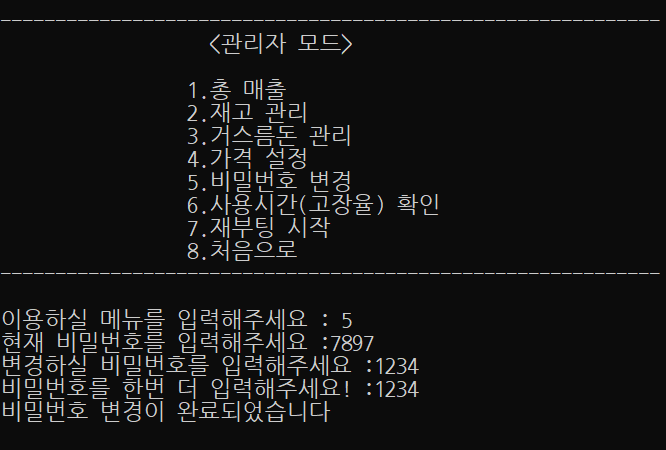 ------------------------------------------------------------
<관리자 모드>
1.총 매출
2.재고 관리
3.거스름돈 관리
4.가격 설정
5.비밀번호 변경
6.사용시간(고장율) 확인
7.재부팅 시작
8.처음으로
------------------------------------------------------------
이용하실 메뉴를 입력해주세요 : 5
현재 비밀번호를 입력해주세요 :7897
변경하실 비밀번호를 입력해주세요 :1234
비밀번호를 한번 더 입력해주세요! :1234
비밀번호 변경이 완료되었습니다